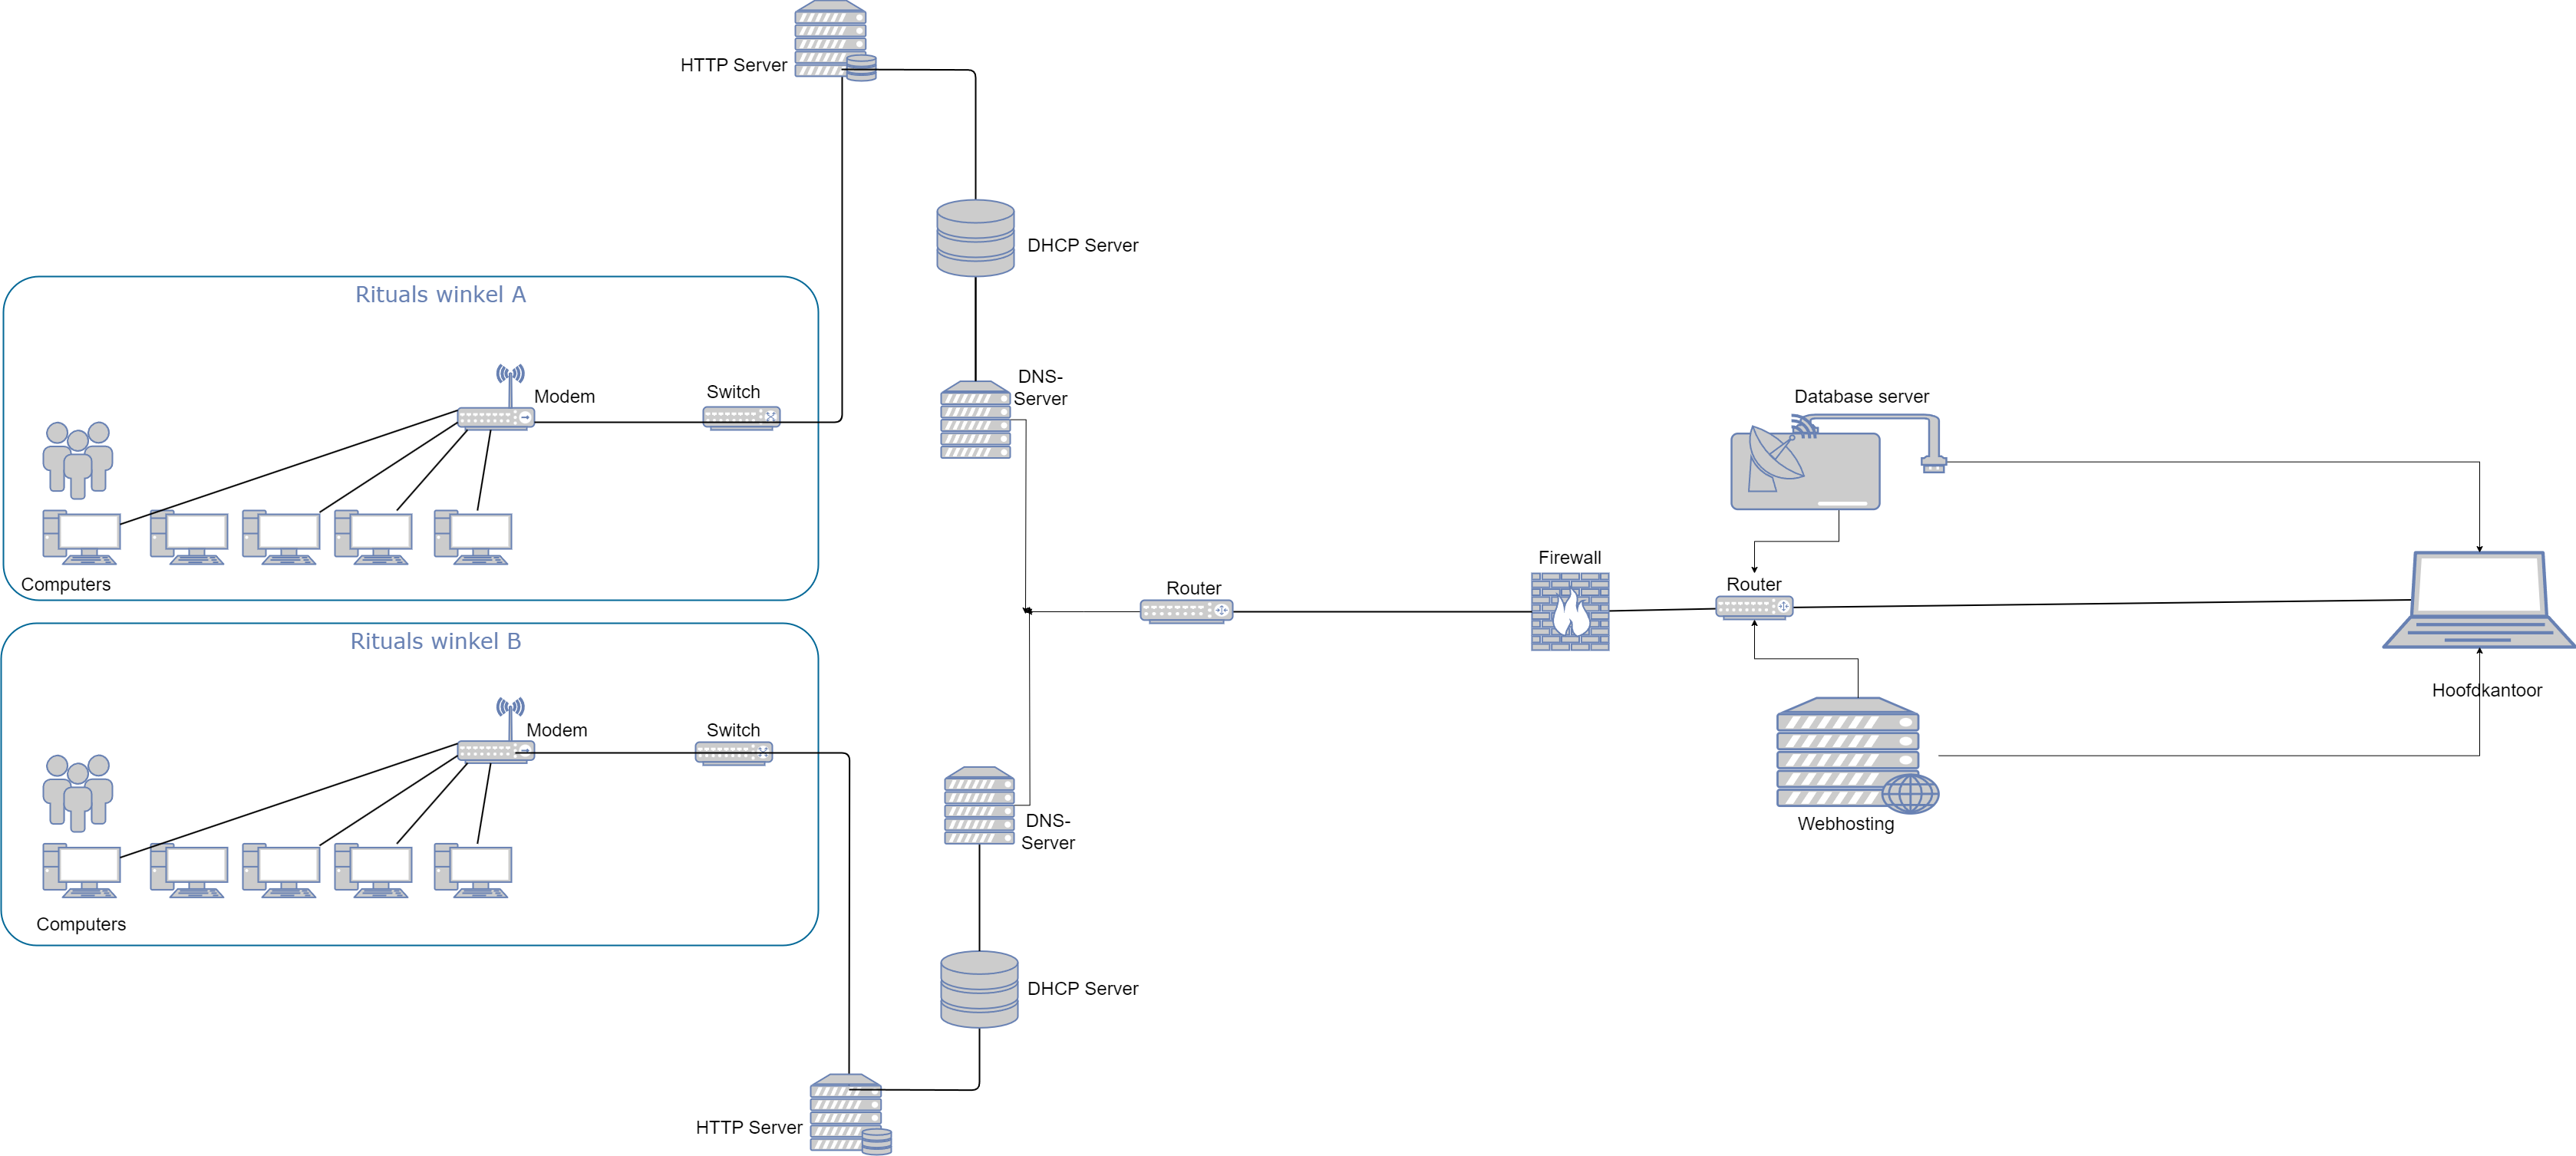 HTTP Server
DHCP Server
Rituals winkel A
DNS-
Server
Modem
Switch
Database server
Computers
Firewall
Router
Router
Rituals winkel B
Hoofdkantoor
Modem
Switch
DNS-
Server
Webhosting
Computers
DHCP Server
HTTP Server